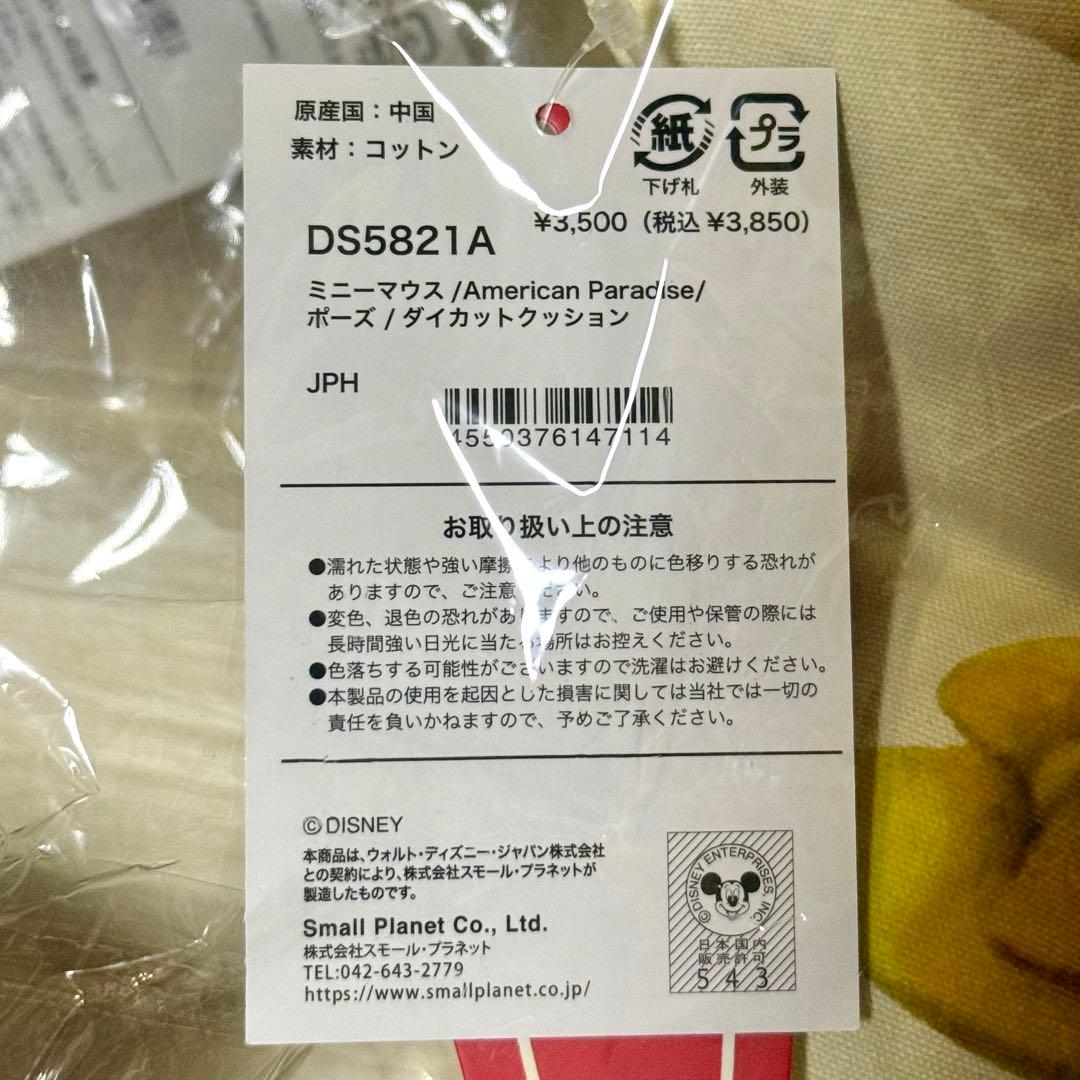 原産国：中国
素材：コットン
紙
プラ
下げ札
外装
¥3,500（税込 ¥3,850）
DS5821A
ミニーマウス /American Paradise/
ポーズ / ダイカットクッション
JPH
4550376147114
お取り扱い上の注意
●濡れた状態や強い摩擦により他のものに色移りする恐れが
ありますので、ご注意ください。
●変色、退色の恐れがありますので、ご使用や保管の際には
長時間強い日光に当たる場所はお控えください。
●色落ちする可能性がございますので洗濯はお避けください。
●本製品の使用を起因とした損害に関しては当社では一切の
責任を負いかねますので、予めご了承ください。
©DISNEY
本商品は、ウォルト・ディズニー・ジャパン株式会社
との契約により、株式会社スモール・プラネットが
製造したものです。
Small Planet Co., Ltd.
株式会社スモール・プラネット
TEL:042-643-2779
https://www.smallplanet.co.jp/
©DISNEY ENTERPRISES, INC.
日本国内
販売許可
543